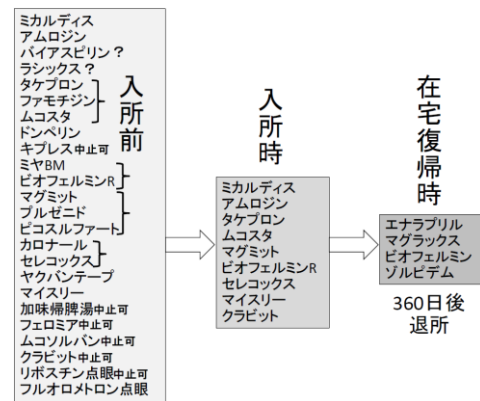 ミカルディス
アムロジン
バイアスピリン？
ラシックス？
タケプロン
ファモチジン
ムコスタ
ドンペリン
キプレス中止可
ミヤBM
ビオフェルミンR
マグミット
プルゼニド
ピコスルファート
カロナール
セレコックス
ヤクバンテープ
マイスリー
加味帰脾湯中止可
フェロミア中止可
ムコソルバン中止可
クラビット中止可
リボスチン点眼中止可
フルオロメトロン点眼
入所前
入所時
ミカルディス
アムロジン
タケプロン
ムコスタ
マグミット
ビオフェルミンR
セレコックス
マイスリー
クラビット
在宅復帰時
エナラプリル
マグラックス
ビオフェルミン
ゾルビデム
360日後
退所